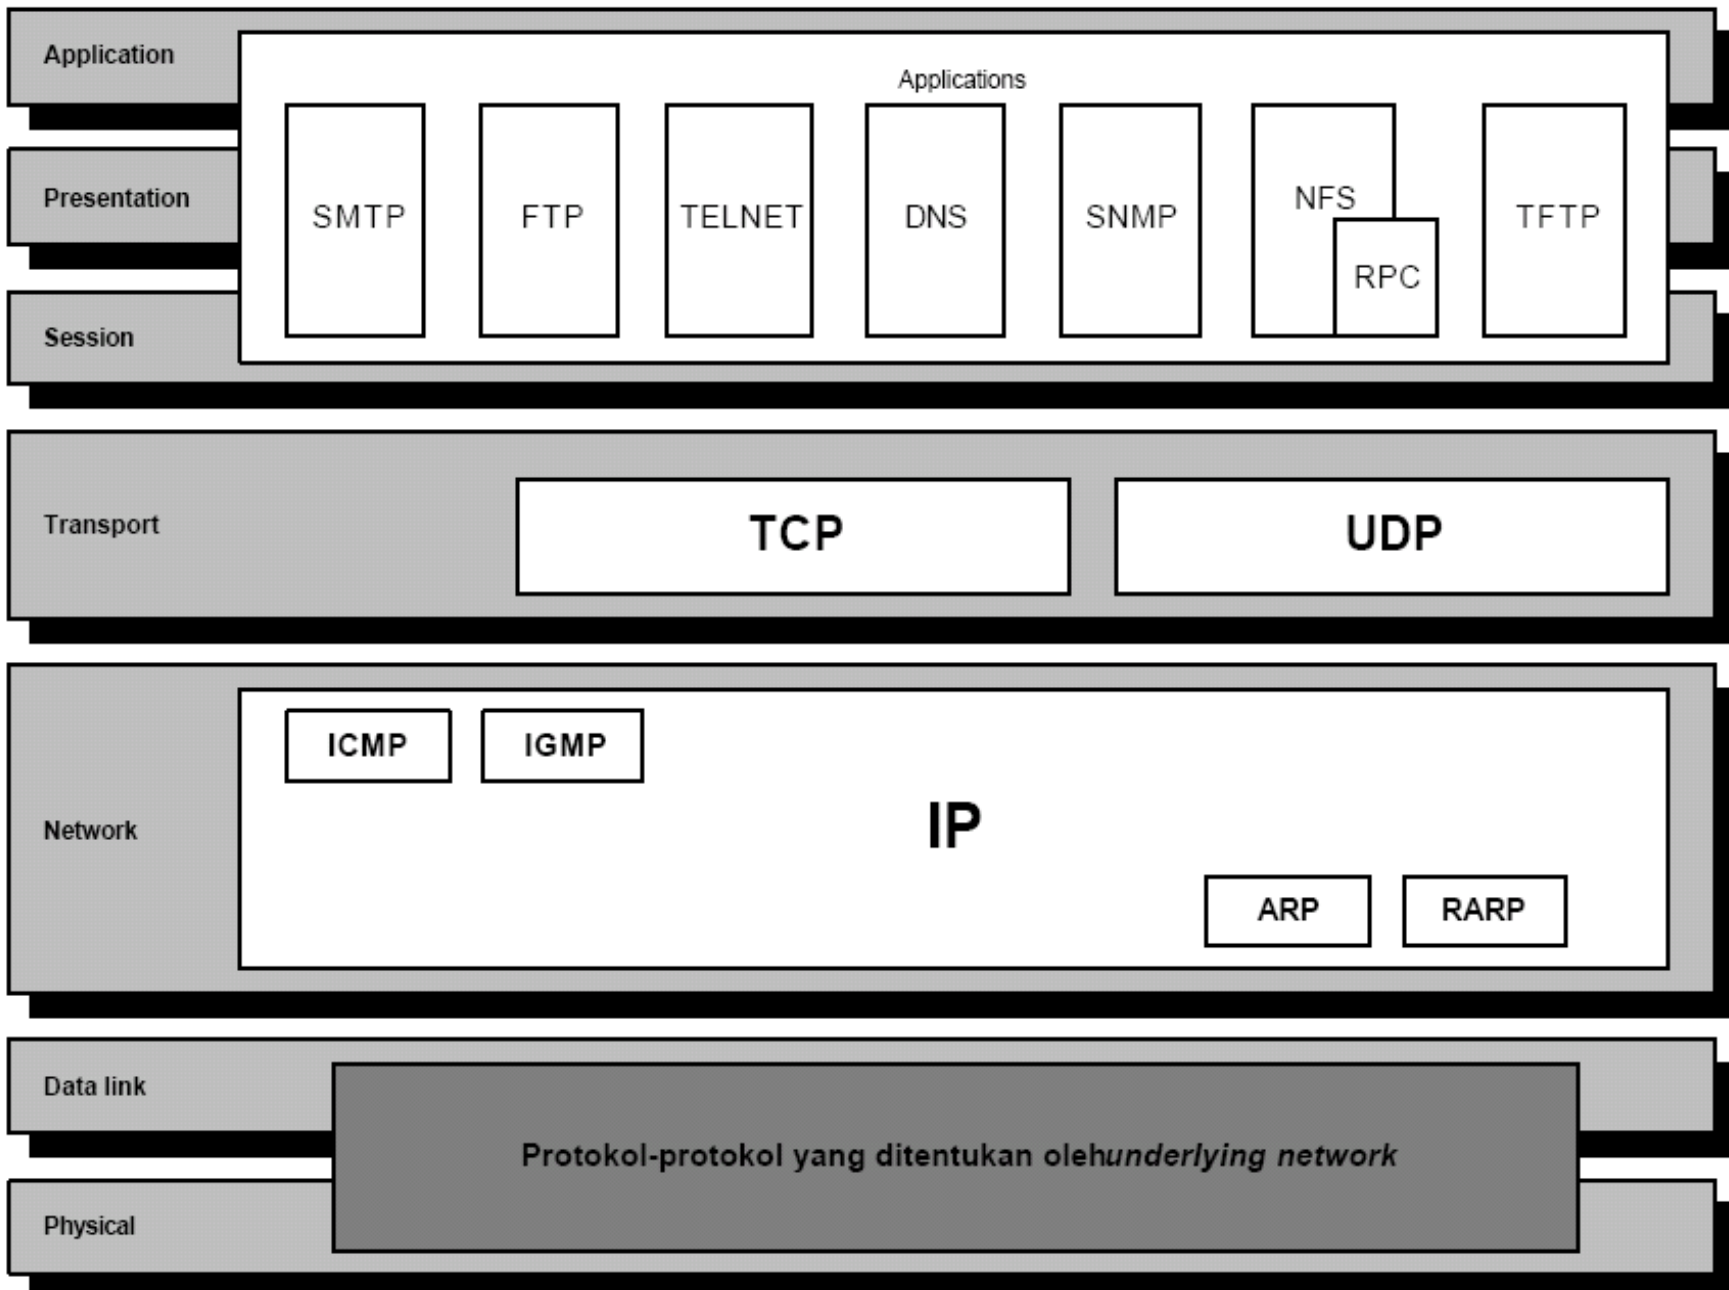 Application
Applications
Presentation
SMTP FTP TELNET DNS SNMP NFS TFTP
RPC
Session
Transport
TCP UDP
ICMP IGMP
Network
IP
ARP RARP
Data link
Protokol-protokol yang ditentukan olehunderlying network
Physical